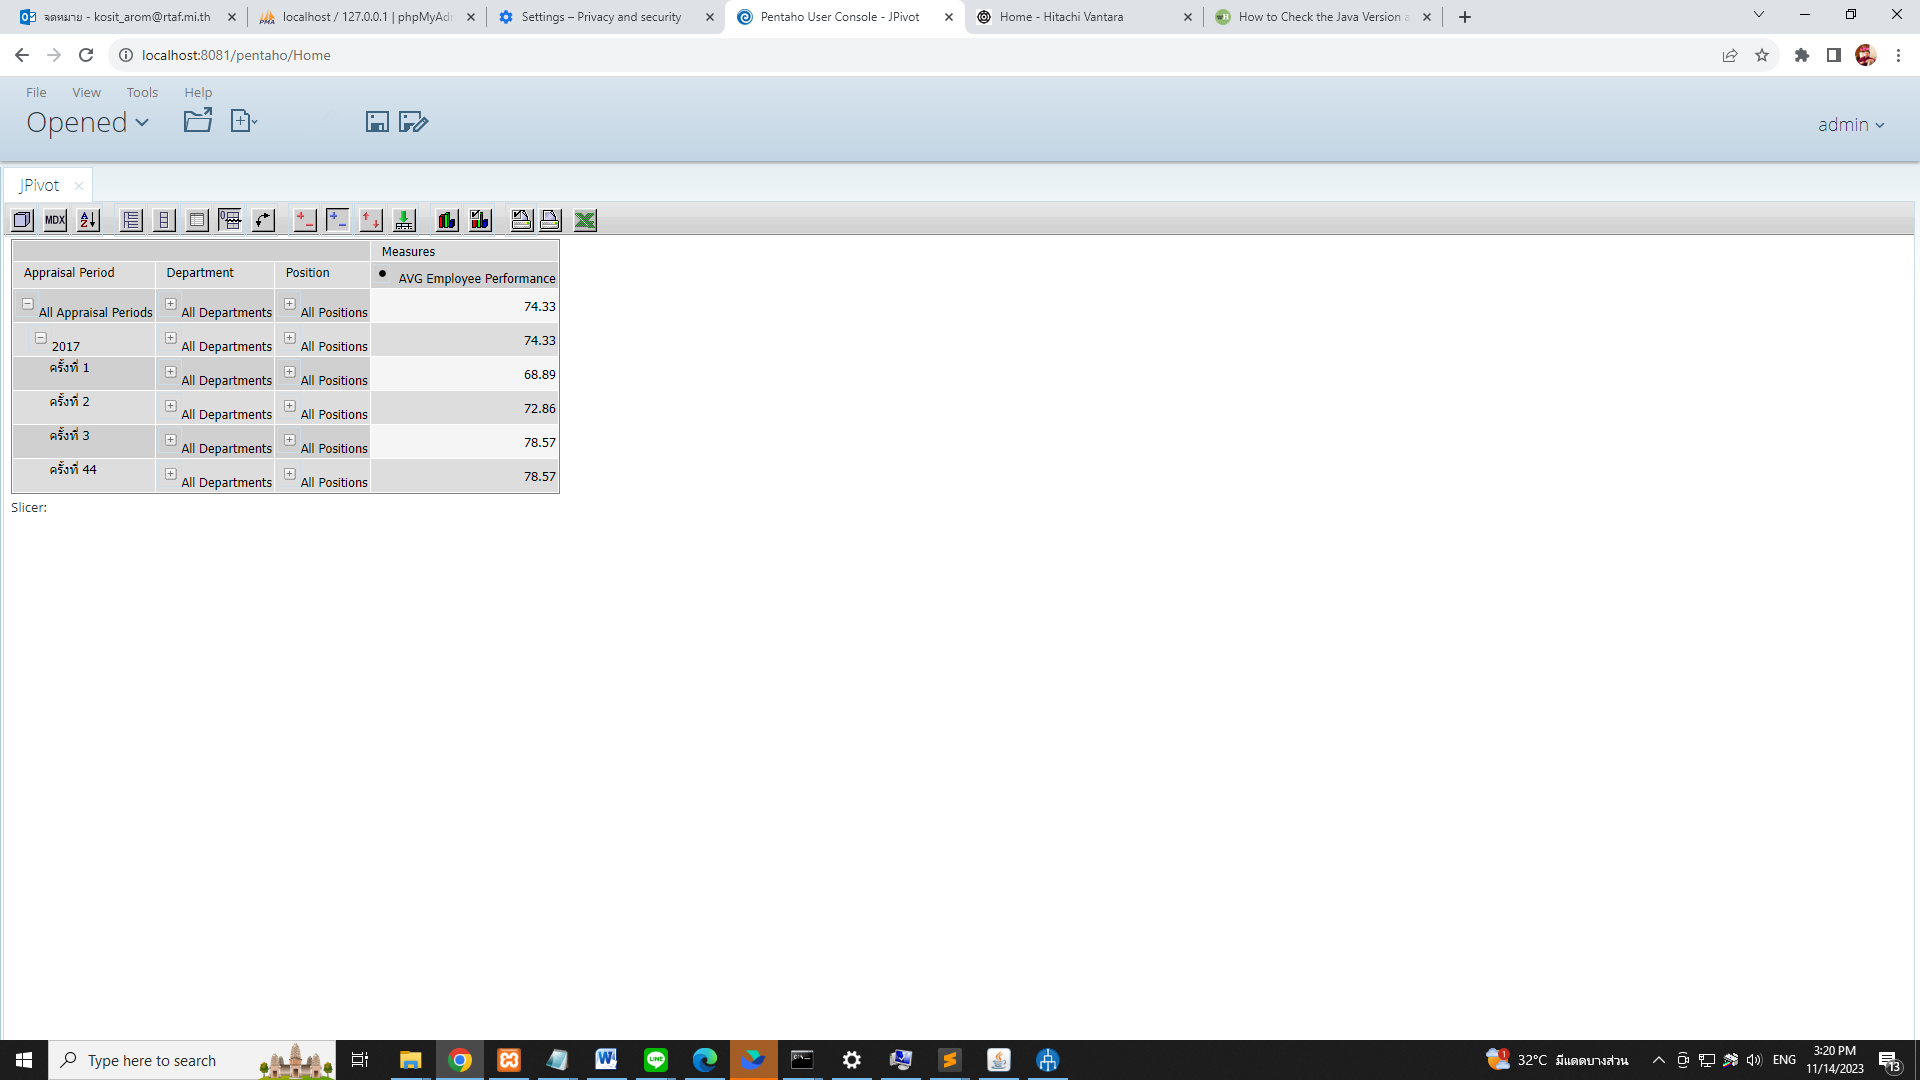 จดหมาย - kosit_arom@rtaf.mi.th
localhost / 127.0.0.1 | phpMyAdr
Settings – Privacy and security
Pentaho User Console - JPivot
Home - Hitachi Vantara
How to Check the Java Version a
localhost:8081/pentaho/Home
File View Tools Help
Opened
admin
JPivot
MDX
Measures
Appraisal Period Department Position AVG Employee Performance
All Appraisal Periods All Departments All Positions 74.33
2017 All Departments All Positions 74.33
ครั้งที่ 1 All Departments All Positions 68.89
ครั้งที่ 2 All Departments All Positions 72.86
ครั้งที่ 3 All Departments All Positions 78.57
ครั้งที่ 44 All Departments All Positions 78.57
Slicer:
Type here to search
32°C มีแดดบางส่วน
ENG
3:20 PM
11/14/2023
13